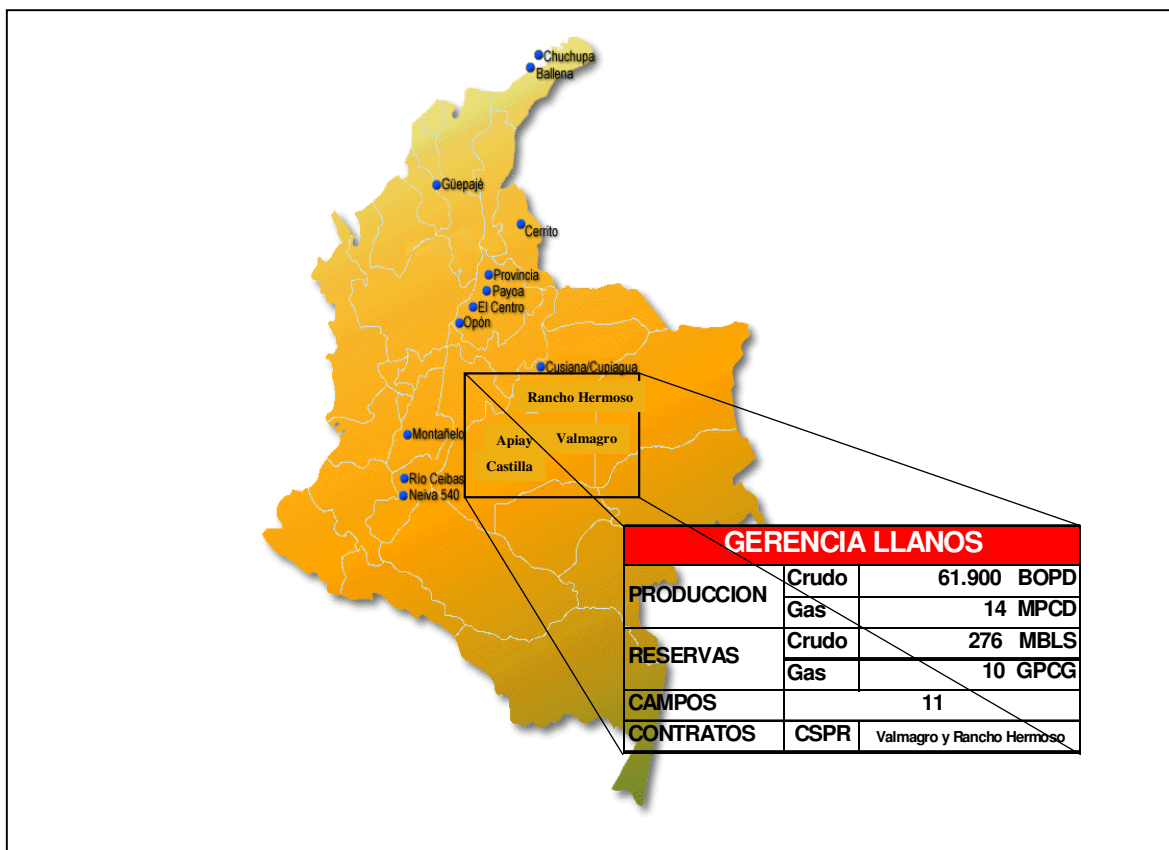 Chuchupa
Ballena
Güepajé
Cerrito
Provincia
Payoa
El Centro
Opón
Cusiana/Cupiagua
Rancho Hermoso
Montañelo
Apiay
Valmagro
Castilla
Río Ceibas
Neiva 540
GERENCIA LLANOS
PRODUCCION Crudo 61.900 BOPD
Gas 14 MPCD
RESERVAS Crudo 276 MBLS
Gas 10 GPCG
CAMPOS 11
CONTRATOS CSPR Valmagro y Rancho Hermoso